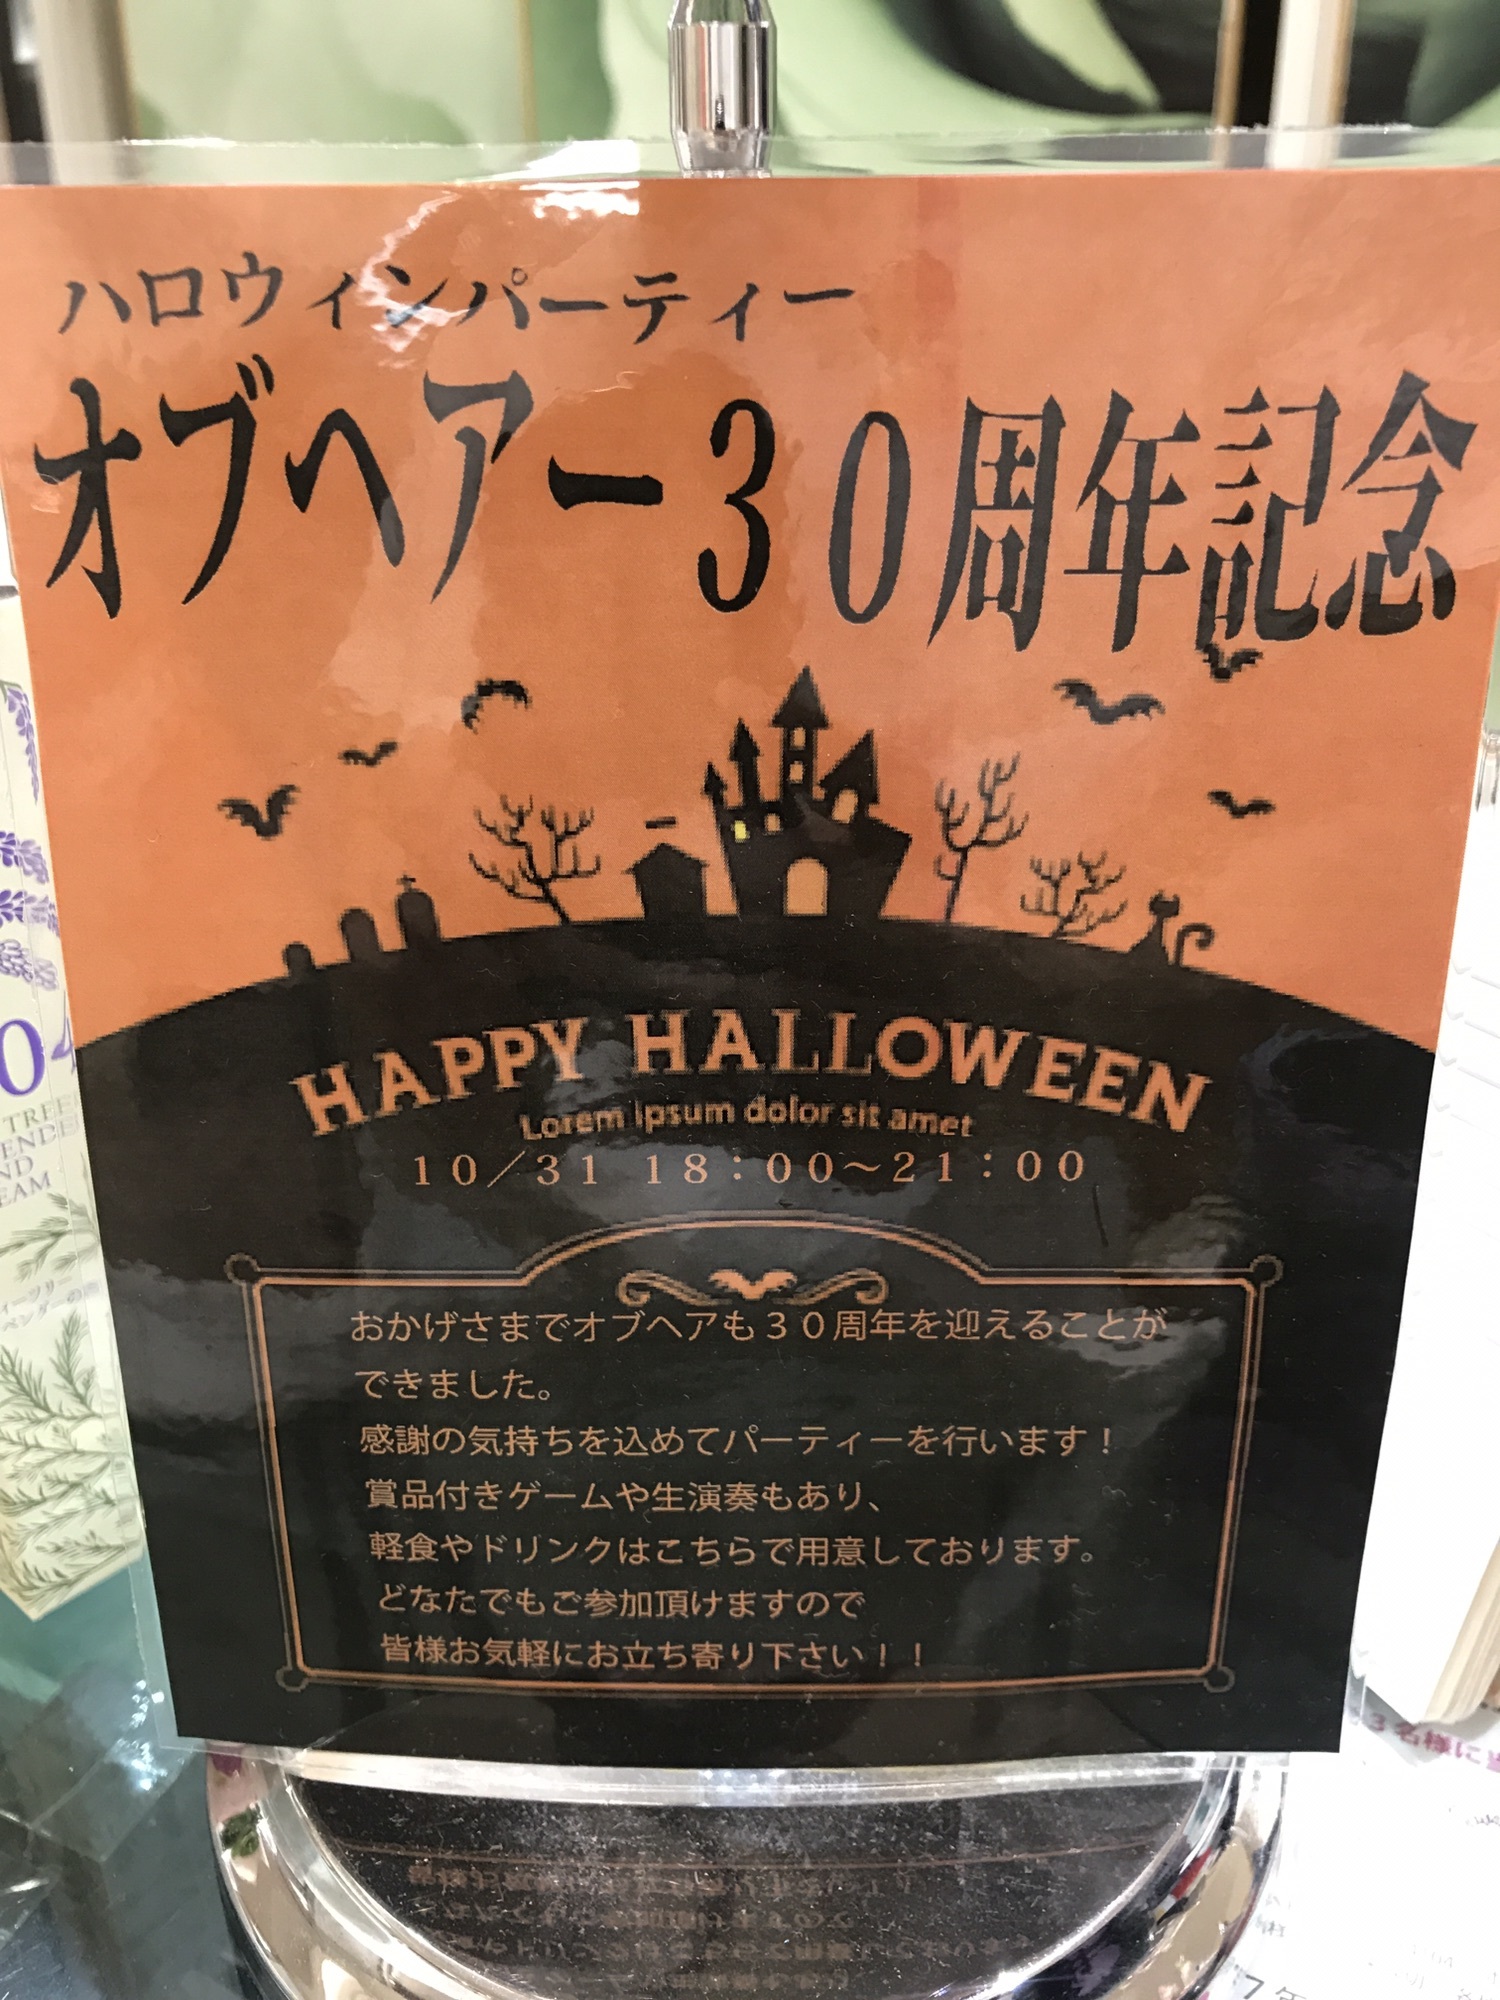 ハロウィンパーティー
オブヘアー30周年記念
HAPPY HALLOWEEN
Lorem ipsum dolor sit amet
10/31 18:00～21:00
おかげさまでオブヘアも30周年を迎えることが
できました。
感謝の気持ちを込めてパーティーを行います！
賞品付きゲームや生演奏もあり、
軽食やドリンクはこちらで用意しております。
どなたでもご参加頂けますので
皆様お気軽にお立ち寄り下さい！！
04
TREE
3名様に